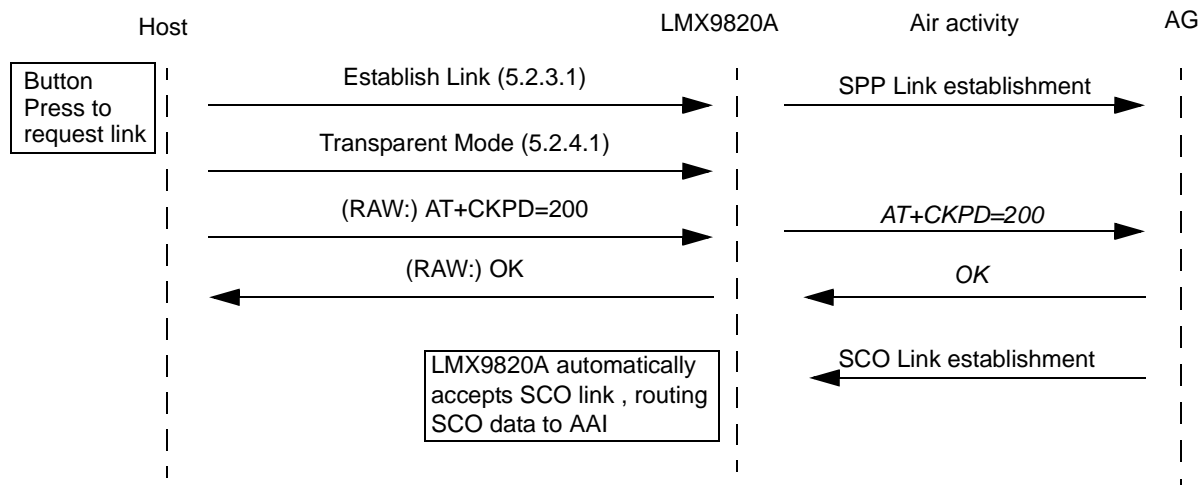 Host
LMX9820A
Air activity
AG
Button
Press to
request link
Establish Link (5.2.3.1)
SPP Link establishment
Transparent Mode (5.2.4.1)
(RAW:) AT+CKPD=200
AT+CKPD=200
(RAW:) OK
OK
LMX9820A automatically
accepts SCO link , routing
SCO data to AAI
SCO Link establishment